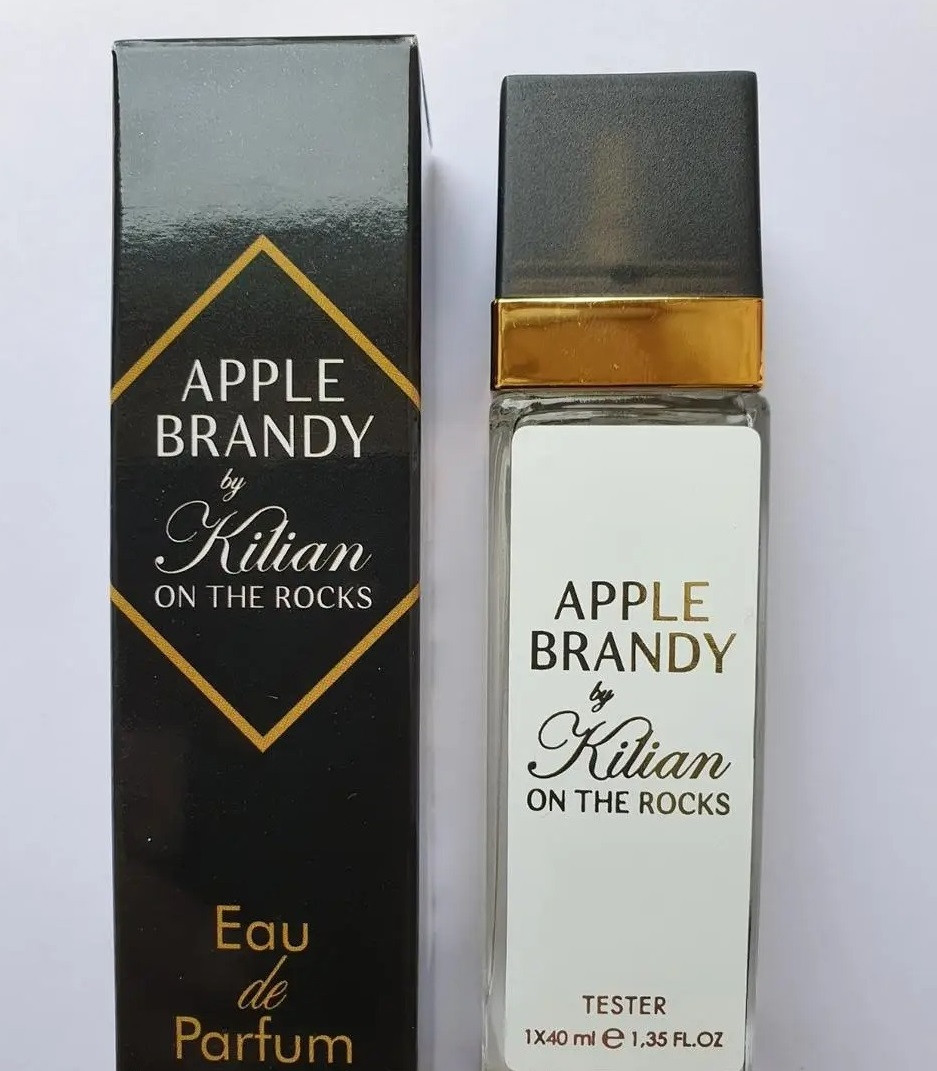 APPLE
BRANDY
by
Kilian
ON THE ROCKS
Eau
de
Parfum
APPLE
BRANDY
by
Kilian
ON THE ROCKS
TESTER
1X40 ml ℮ 1,35 FL.OZ